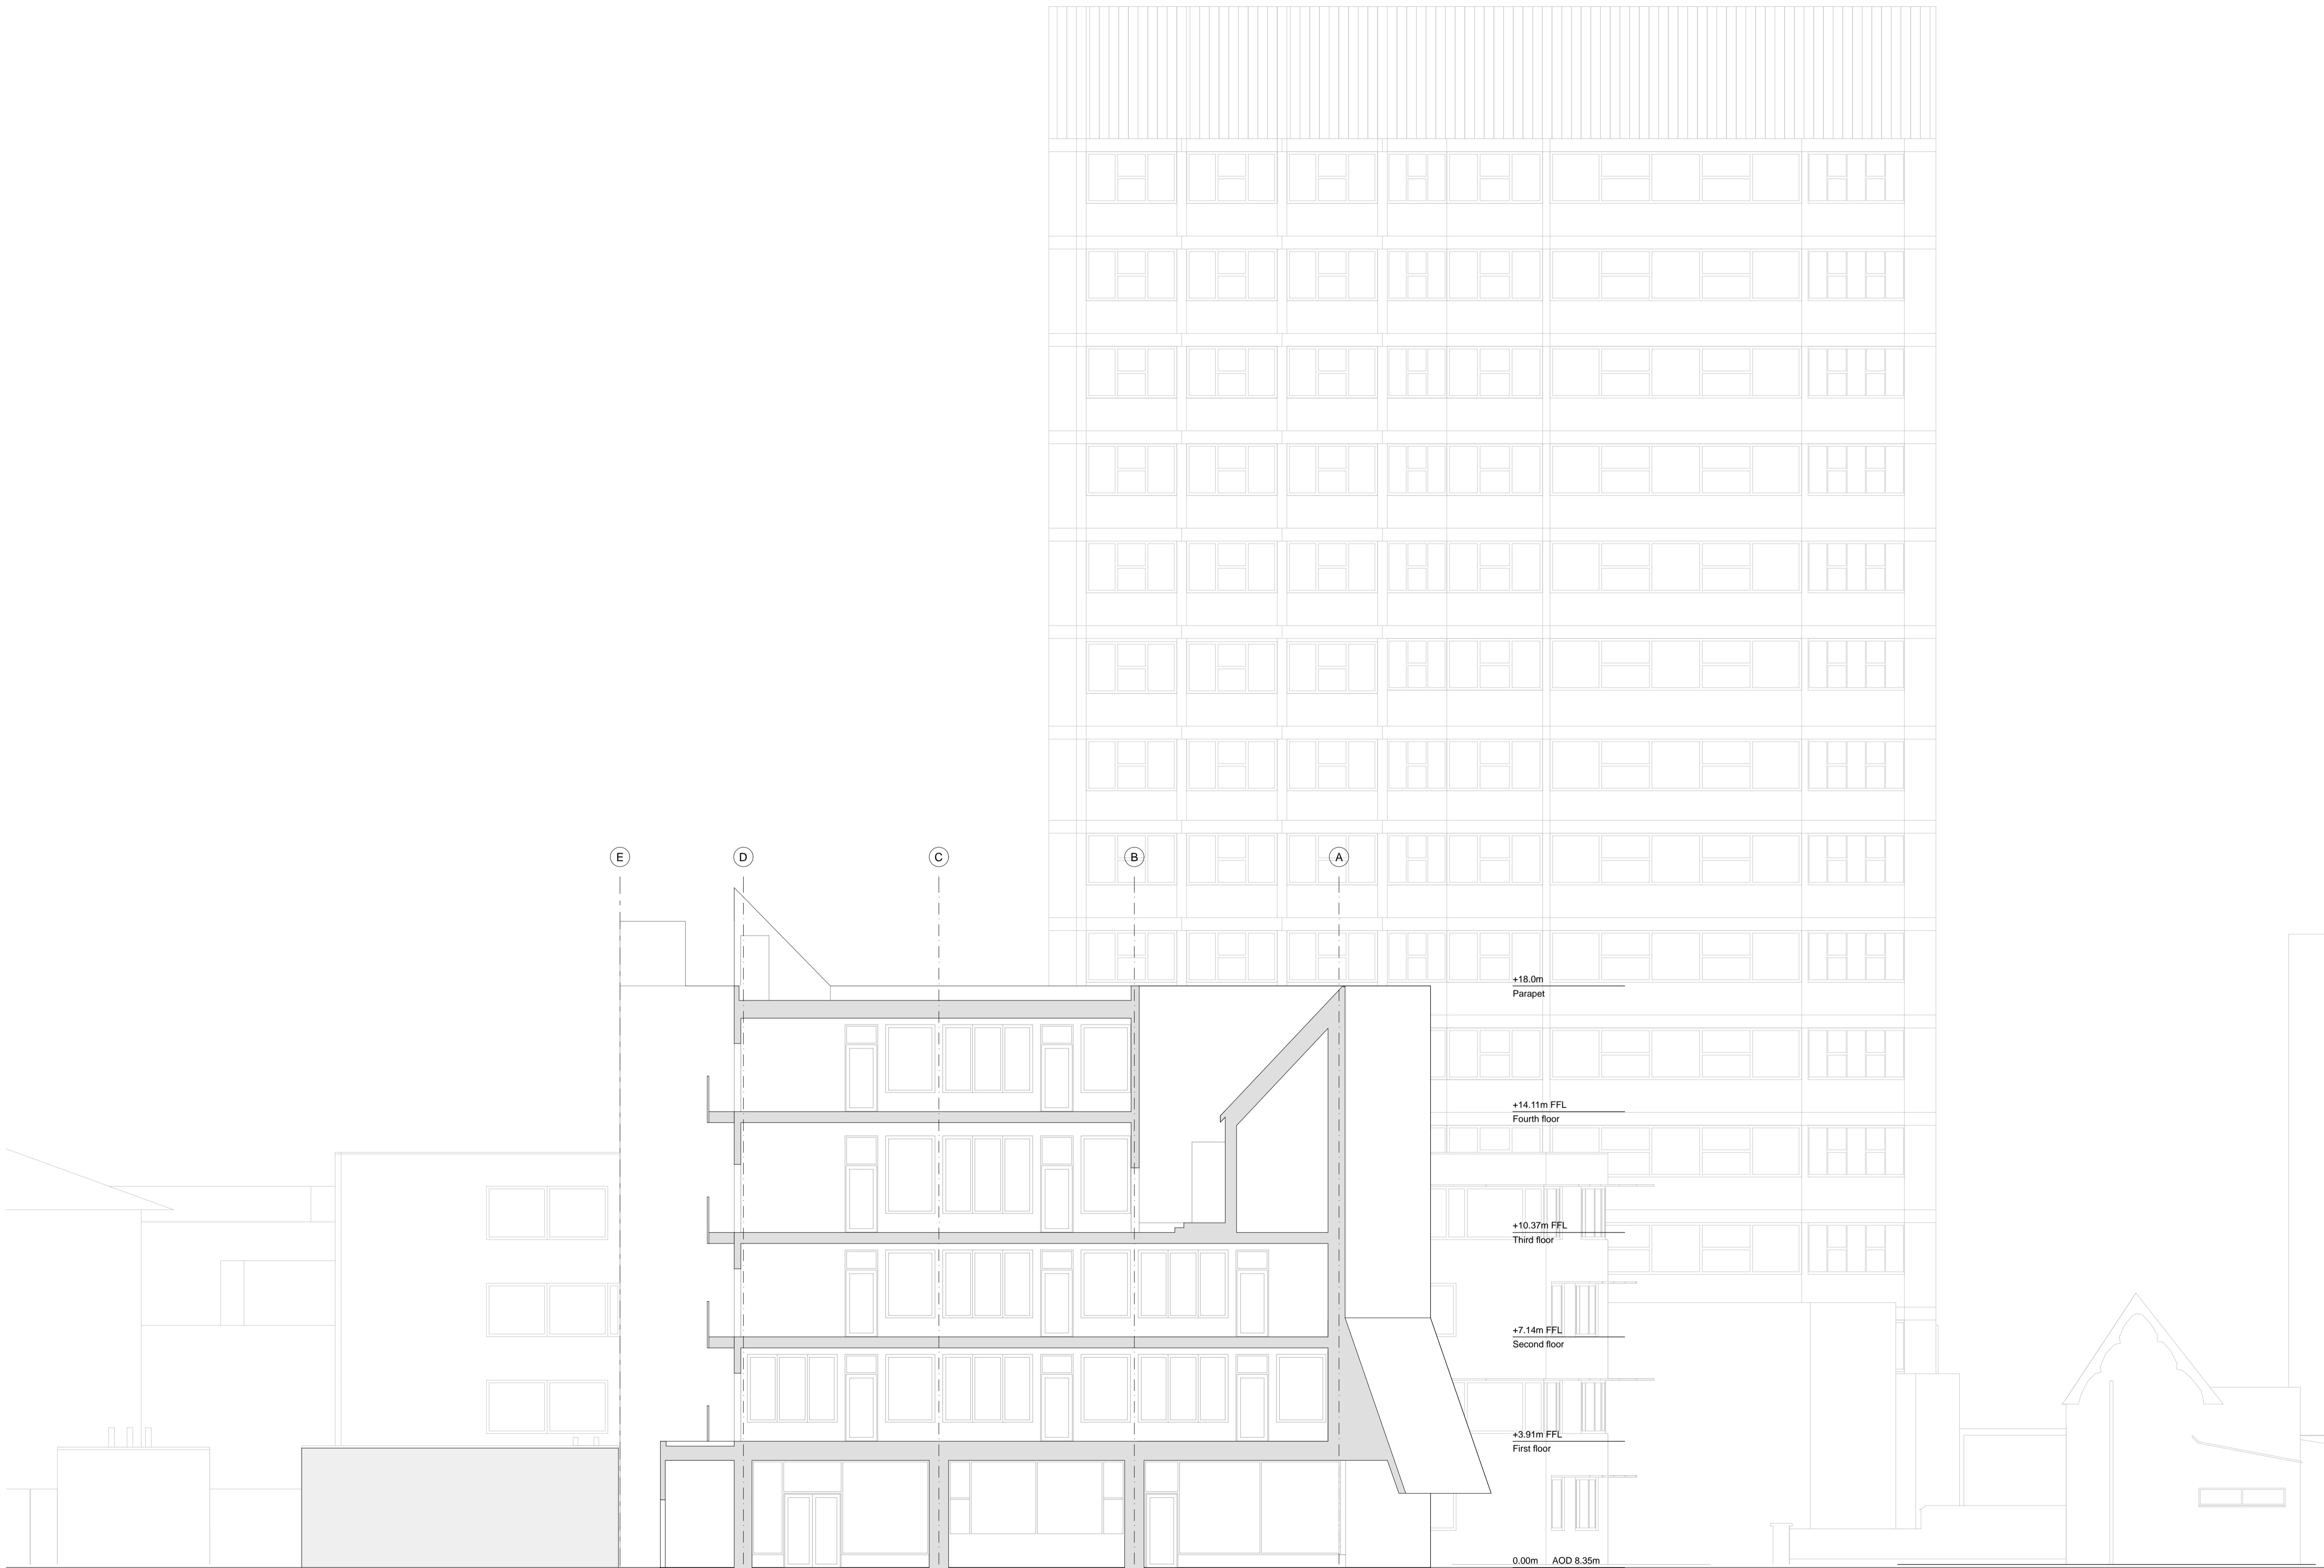 E
D
C
B
A
+18.0m
Parapet
+14.11m FFL
Fourth floor
+10.37m FFL
Third floor
+7.14m FFL
Second floor
+3.91m FFL
First floor
0.00m AOD 8.35m